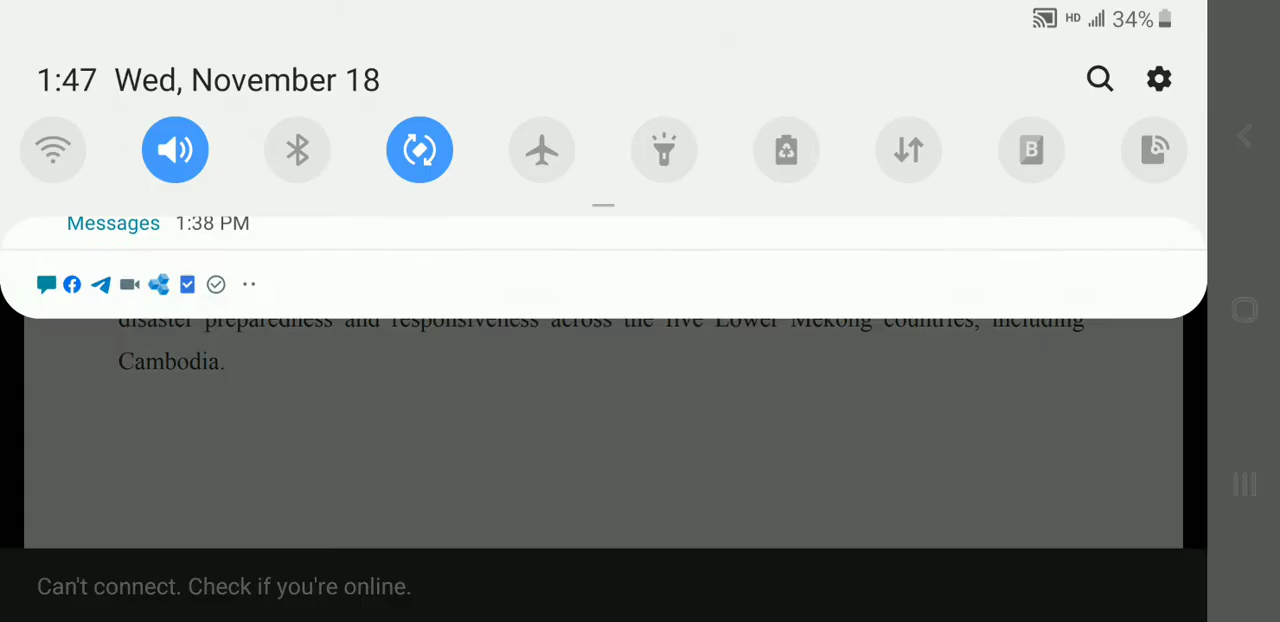 HD 34%
1:47 Wed, November 18
B
Messages 1:38 PM
disaster preparedness and responsiveness across the five Lower Mekong countries, including
Cambodia.
Can't connect. Check if you're online.